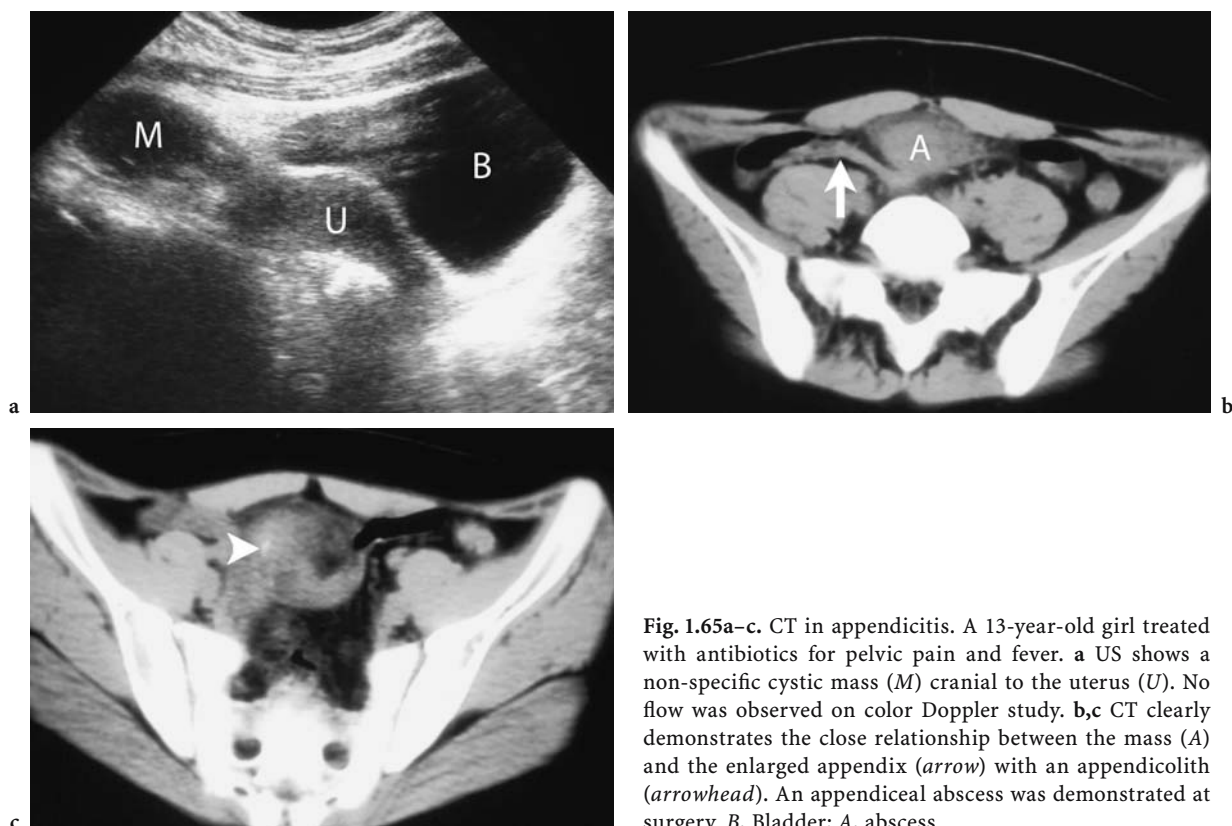 M
B
U
a
A
b
c
Fig. 1.65a–c. CT in appendicitis. A 13-year-old girl treated
with antibiotics for pelvic pain and fever. a US shows a
non-specific cystic mass (M) cranial to the uterus (U). No
flow was observed on color Doppler study. b,c CT clearly
demonstrates the close relationship between the mass (A)
and the enlarged appendix (arrow) with an appendicolith
(arrowhead). An appendiceal abscess was demonstrated at
surgery. B, Bladder; A, abscess